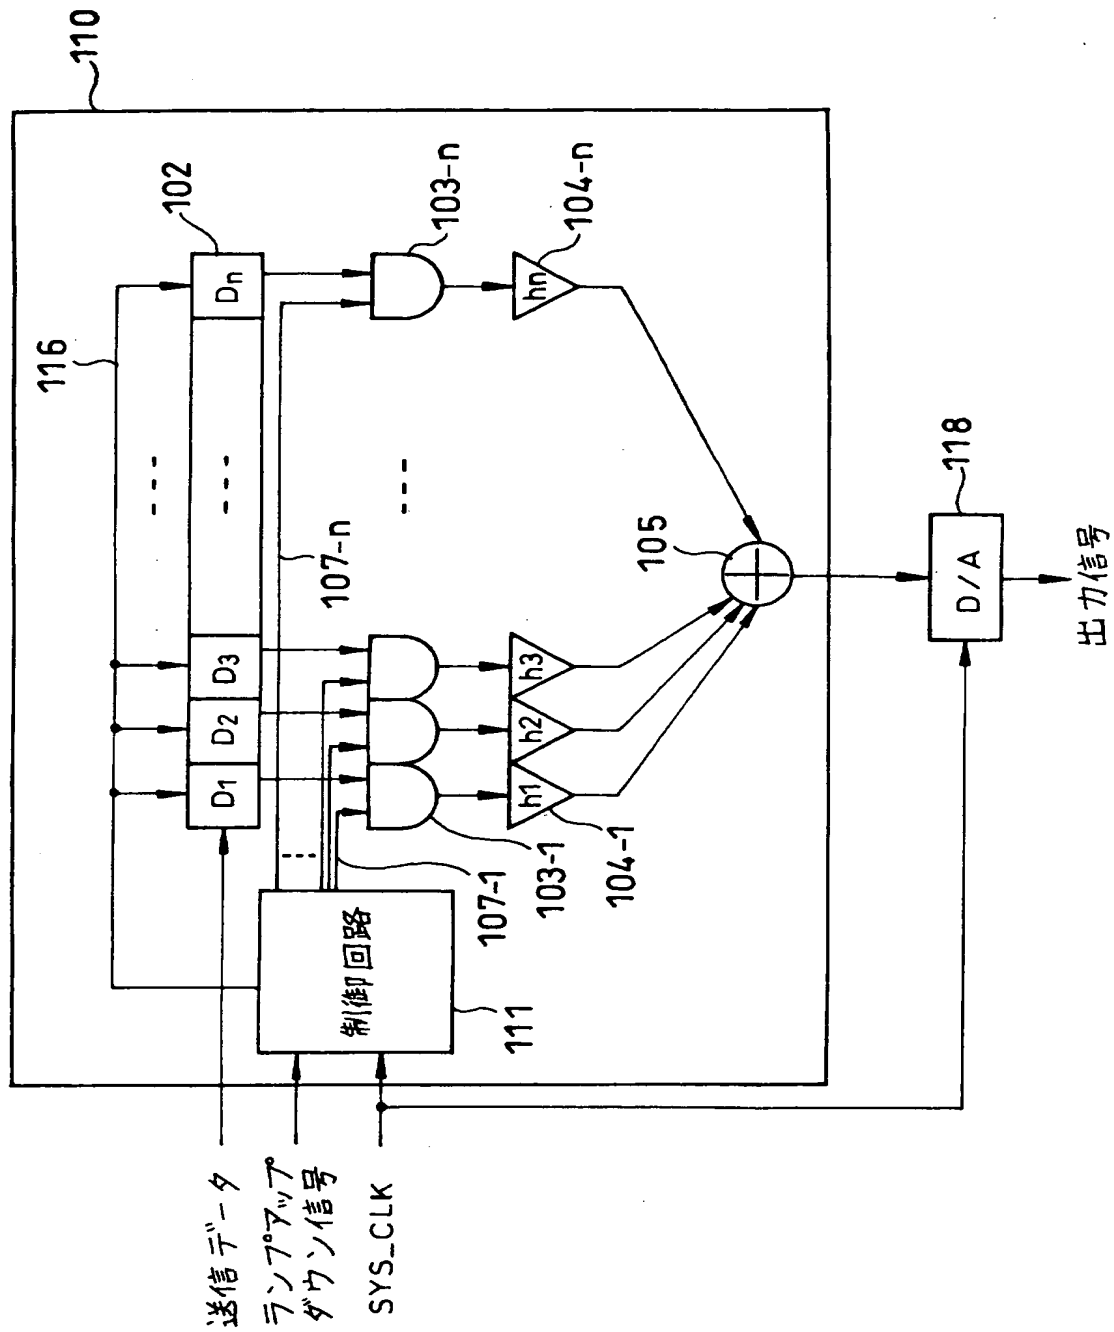 110
102
116
Dn
103-n
104-n
hn
107-n
D3
D2
D1
h3
h2
h1
105
118
D/A
出力信号
107-1
103-1
104-1
制御回路
111
送信データ
ランプアップ
ダウン信号
SYS_CLK